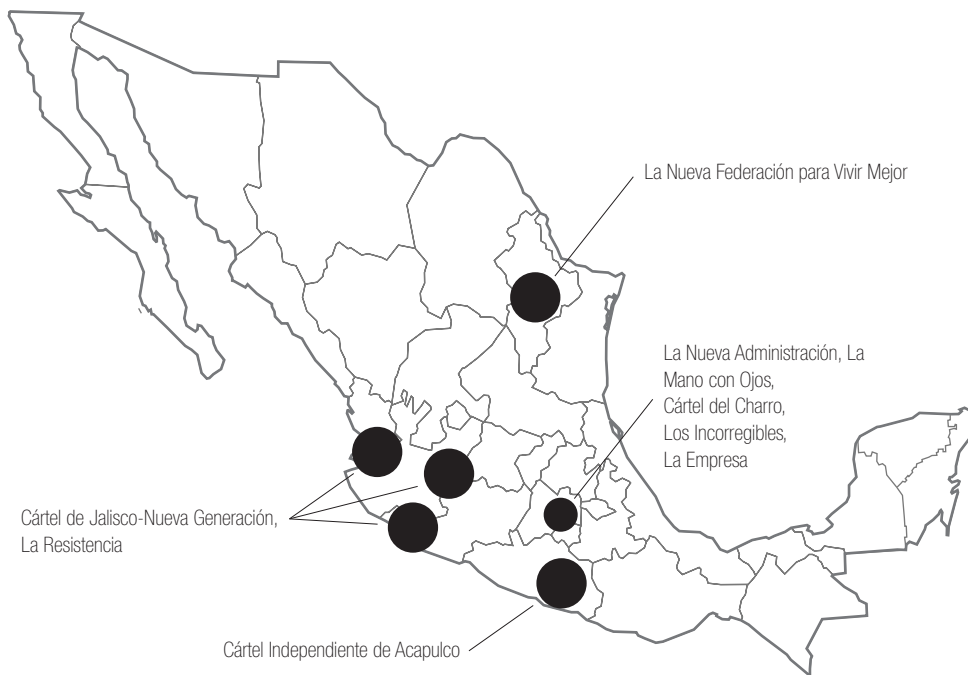 La Nueva Federación para Vivir Mejor
La Nueva Administración, La
Mano con Ojos,
Cártel del Charro,
Los Incorregibles,
La Empresa
Cártel de Jalisco-Nueva Generación,
La Resistencia
Cártel Independiente de Acapulco